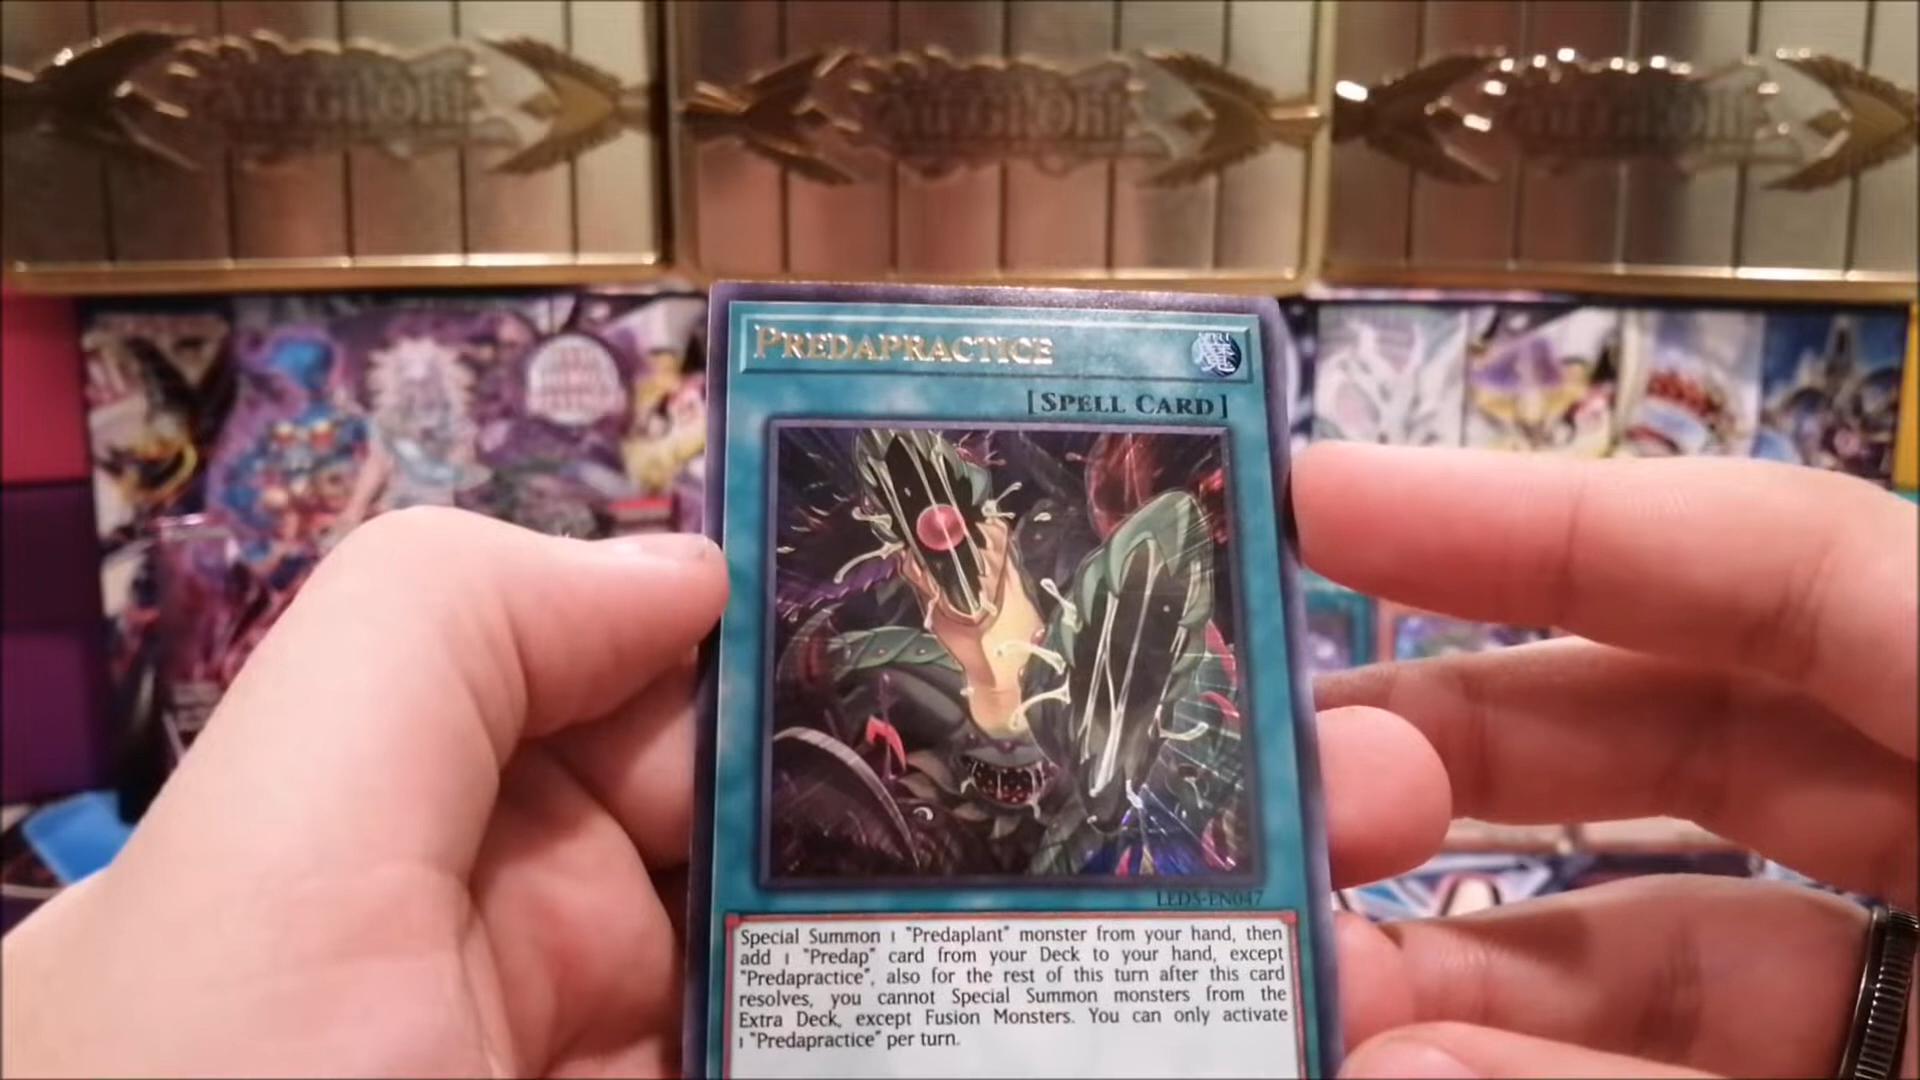 PREDAPRACTICE
[SPELL CARD]
LED5-EN047
Special Summon 1 "Predaplant" monster from your hand, then
add 1 "Predap" card from your Deck to your hand, except
"Predapractice", also for the rest of this turn after this card
resolves, you cannot Special Summon monsters from the
Extra Deck, except Fusion Monsters. You can only activate
1 "Predapractice" per turn.